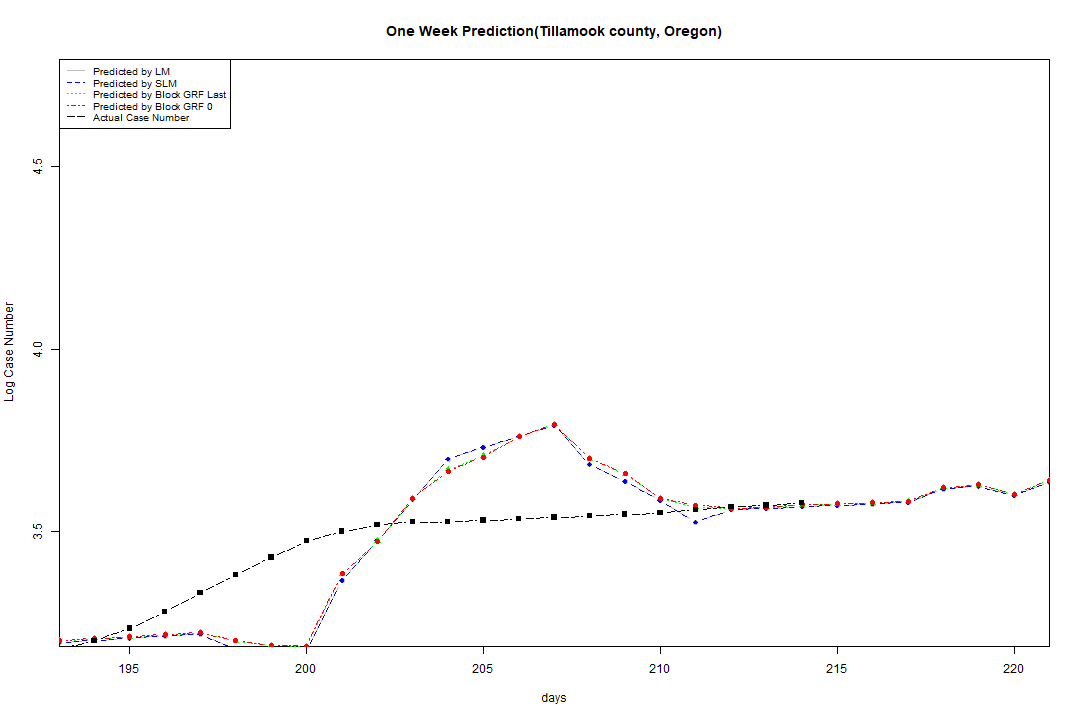 One Week Prediction(Tillamook county, Oregon)
Predicted by LM
Predicted by SLM
Predicted by Block GRF Last
Predicted by Block GRF 0
Actual Case Number
4.5
4.0
3.5
Log Case Number
195 200 205 210 215 220
days